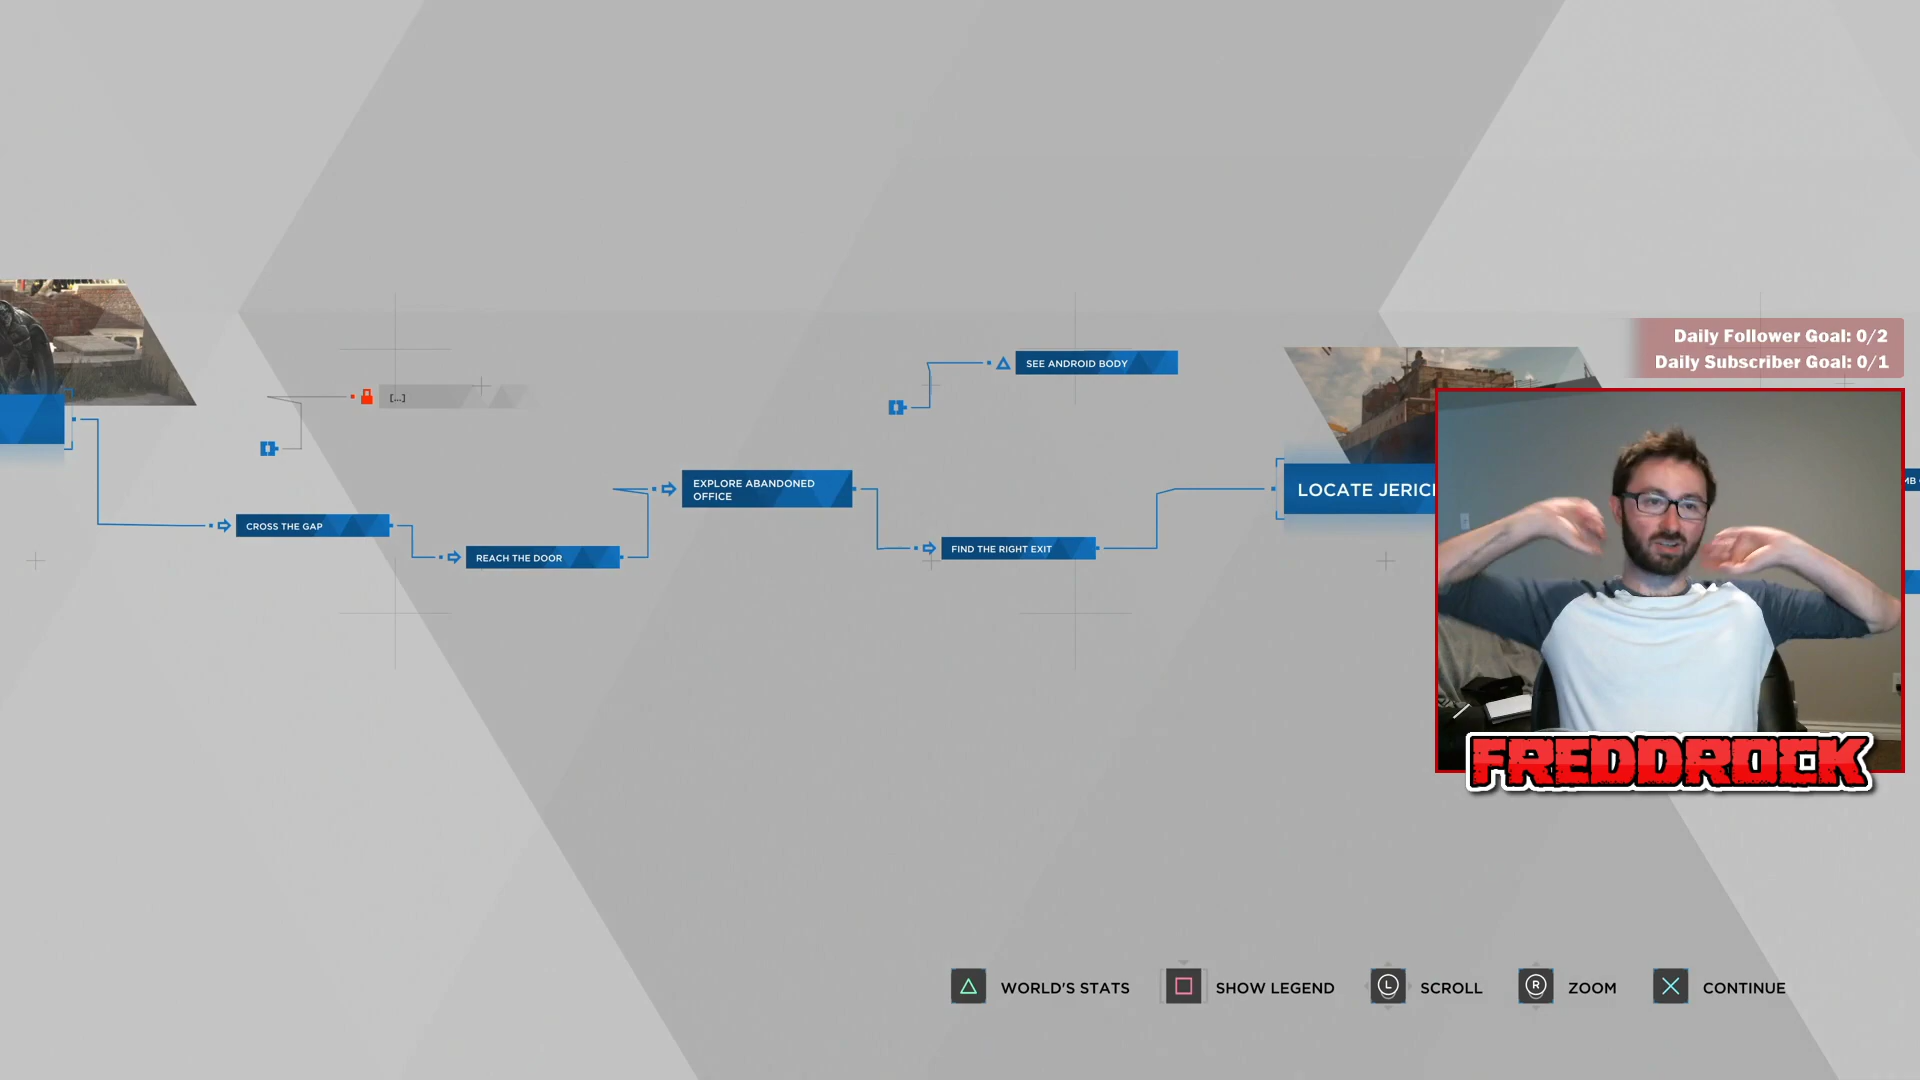 Daily Follower Goal: 0/2
Daily Subscriber Goal: 0/1
SEE ANDROID BODY
[...]
EXPLORE ABANDONED
OFFICE
LOCATE JERIC
MB
CROSS THE GAP
REACH THE DOOR
FIND THE RIGHT EXIT
FREDDROCK
WORLD'S STATS
SHOW LEGEND
L
SCROLL
R
ZOOM
CONTINUE